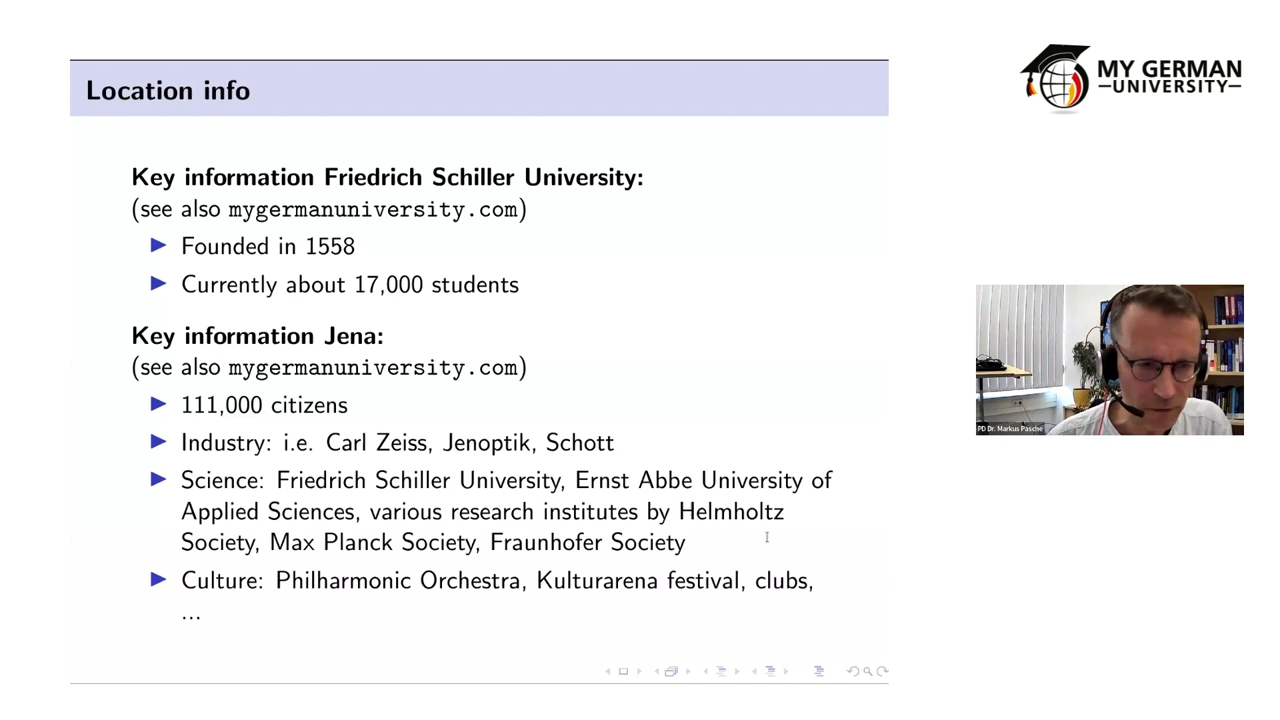 Location info
MY GERMAN
UNIVERSITY
Key information Friedrich Schiller University:
(see also mygermanuniversity.com)
Founded in 1558
Currently about 17,000 students
Key information Jena:
(see also mygermanuniversity.com)
111,000 citizens
Industry: i.e. Carl Zeiss, Jenoptik, Schott
Science: Friedrich Schiller University, Ernst Abbe University of
Applied Sciences, various research institutes by Helmholtz
Society, Max Planck Society, Fraunhofer Society
Culture: Philharmonic Orchestra, Kulturarena festival, clubs,
...
PD Dr. Markus Pasche